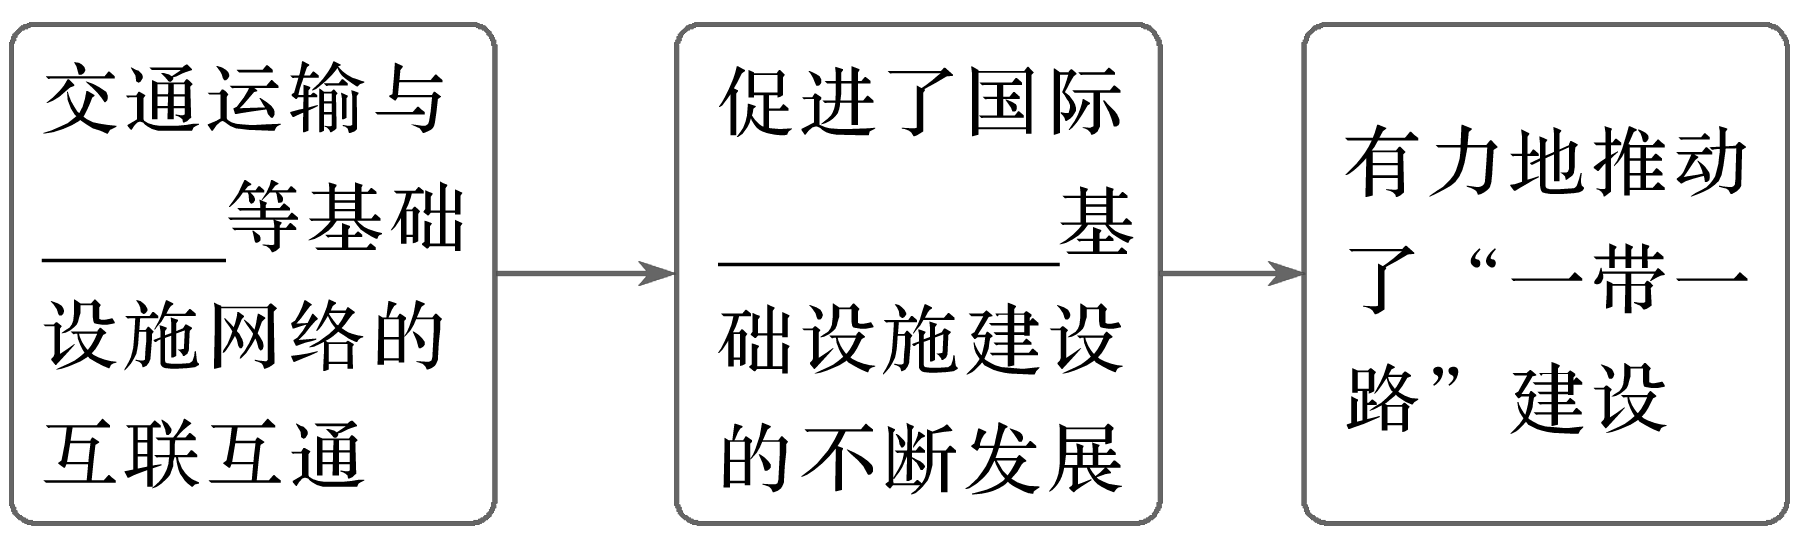 交通运输与
______等基础
设施网络的
互联互通
促进了国际
___________基
础设施建设
的不断发展
有力地推动
了“一带一
路”建设